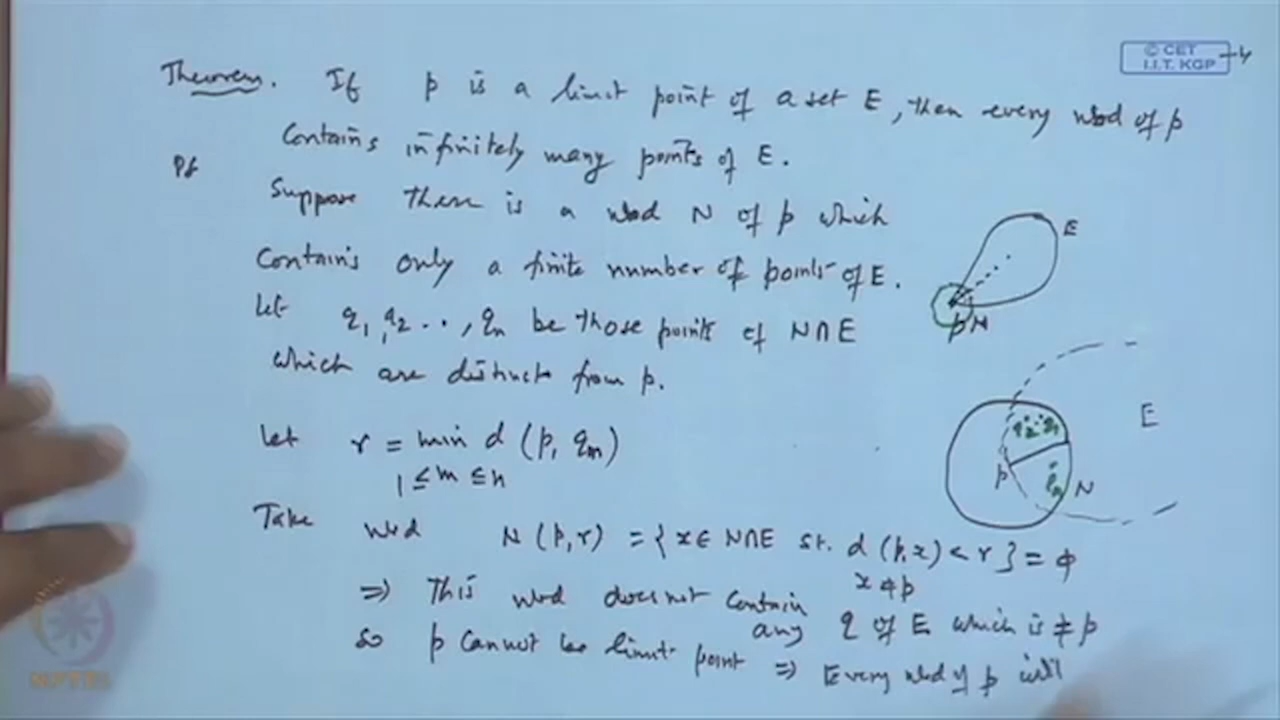 © CET
I.I.T. KGP
Theorem. If p is a limit point of a set E, then every nbd of p
Contains infinitely many points of E.
Pf
Suppose there is a nbd N of p which
Contains only a finite number of points of E.
Let q1, q2 .., qn be those points of N∩E
which are distinct from p.
Let r = min d (p, qm)
1 ≤ m ≤ n
Take nbd N(p,r) = {x ∈ N∩E st. d(p,x) < r} = φ
x ≠ p
⇒ This nbd does not contain
any q of E which is ≠ p
So p cannot be limit point ⇒ Every nbd of p will
E
p N
E
q2 q1
p
N
NPTEL